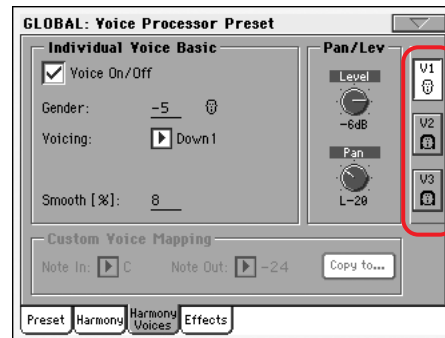 GLOBAL: Voice Processor Preset
Individual Voice Basic
Voice On/Off
Gender: -5
Voicing: Down1
Smooth [%]: 8
Pan/Lev
Level
-6dB
Pan
L-20
V1
V2
V3
Custom Voice Mapping
Note In: C Note Out: -24 Copy to...
Preset Harmony Harmony Voices Effects